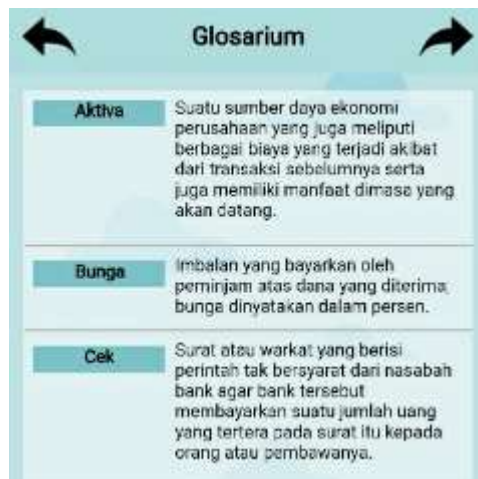 Glosarium
Aktiva
Suatu sumber daya ekonomi
perusahaan yang juga meliputi
berbagai biaya yang terjadi akibat
dari transaksi sebelumnya serta
juga memiliki manfaat dimasa yang
akan datang.
Bunga
Imbalan yang bayarkan oleh
peminjam atas dana yang diterima,
bunga dinyatakan dalam persen.
Cek
Surat atau warkat yang berisi
perintah tak bersyarat dari nasabah
bank agar bank tersebut
membayarkan suatu jumlah uang
yang tertera pada surat itu kepada
orang atau pembawanya.